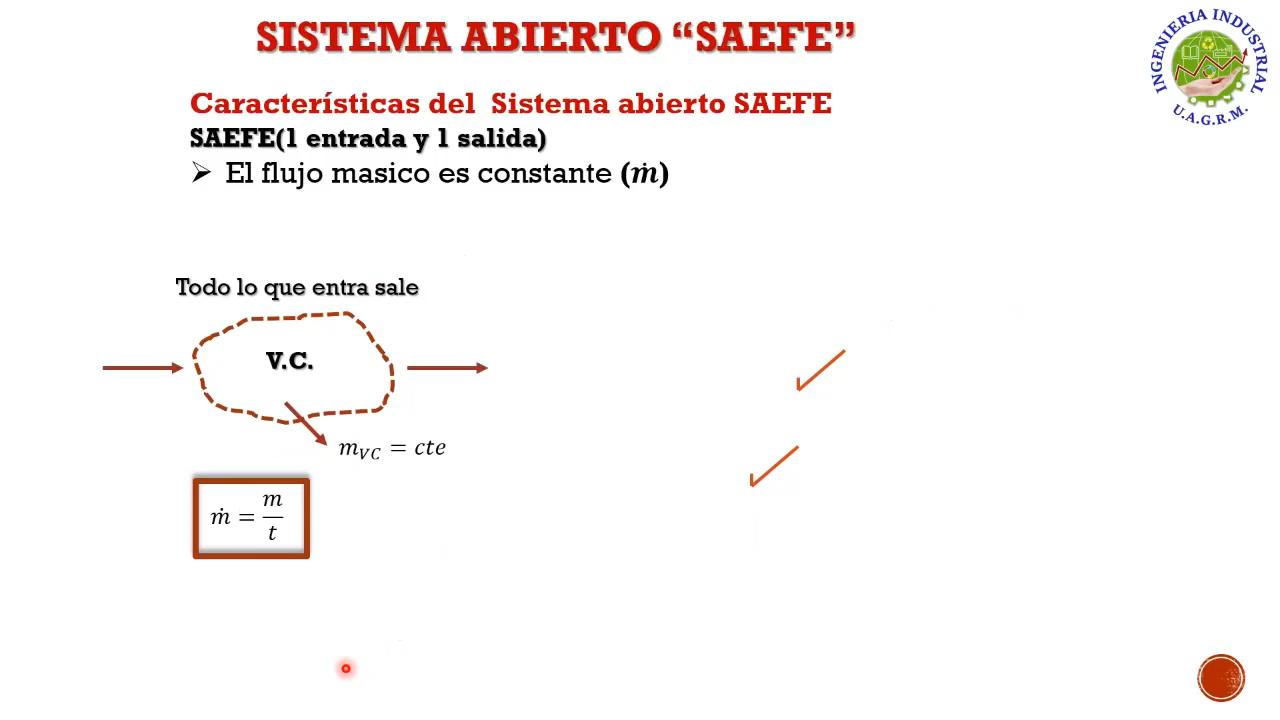 SISTEMA ABIERTO “SAEFE”
INGENIERIA INDUSTRIAL
U.A.G.R.M.
Características del Sistema abierto SAEFE
SAEFE(1 entrada y 1 salida)
➢ El flujo masico es constante (ṁ)
Todo lo que entra sale
V.C.
m_VC = cte
ṁ = m/t